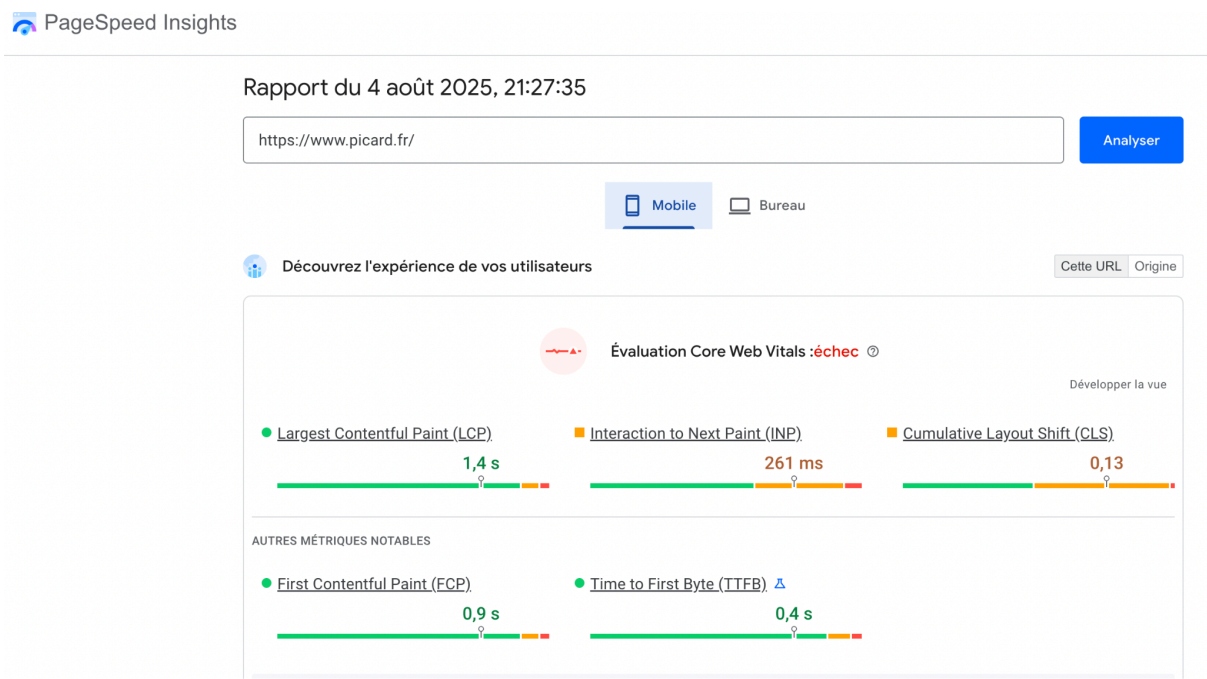 PageSpeed Insights
Rapport du 4 août 2025, 21:27:35
https://www.picard.fr/
Analyser
Mobile
Bureau
Découvrez l'expérience de vos utilisateurs
Cette URL
Origine
Évaluation Core Web Vitals :échec
Développer la vue
Largest Contentful Paint (LCP)
1,4 s
Interaction to Next Paint (INP)
261 ms
Cumulative Layout Shift (CLS)
0,13
AUTRES MÉTRIQUES NOTABLES
First Contentful Paint (FCP)
0,9 s
Time to First Byte (TTFB)
0,4 s